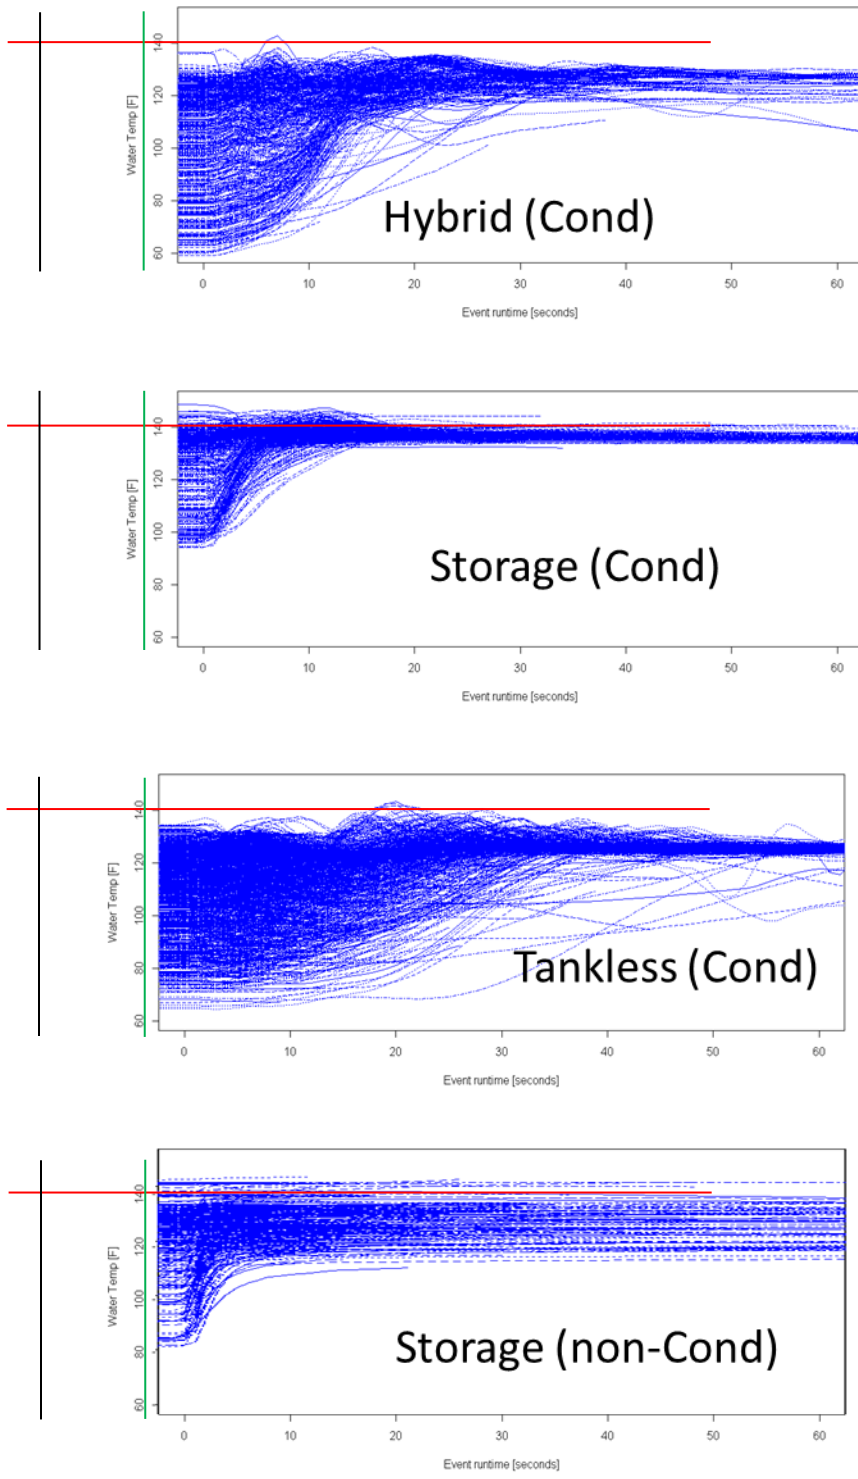 140
120
100
80
60
Water Temp [F]
Hybrid (Cond)
0 10 20 30 40 50 60
Event runtime [seconds]
140
120
100
80
60
Water Temp [F]
Storage (Cond)
0 10 20 30 40 50 60
Event runtime [seconds]
140
120
100
80
60
Water Temp [F]
Tankless (Cond)
0 10 20 30 40 50 60
Event runtime [seconds]
140
120
100
80
60
Water Temp [F]
Storage (non-Cond)
0 10 20 30 40 50 60
Event runtime [seconds]